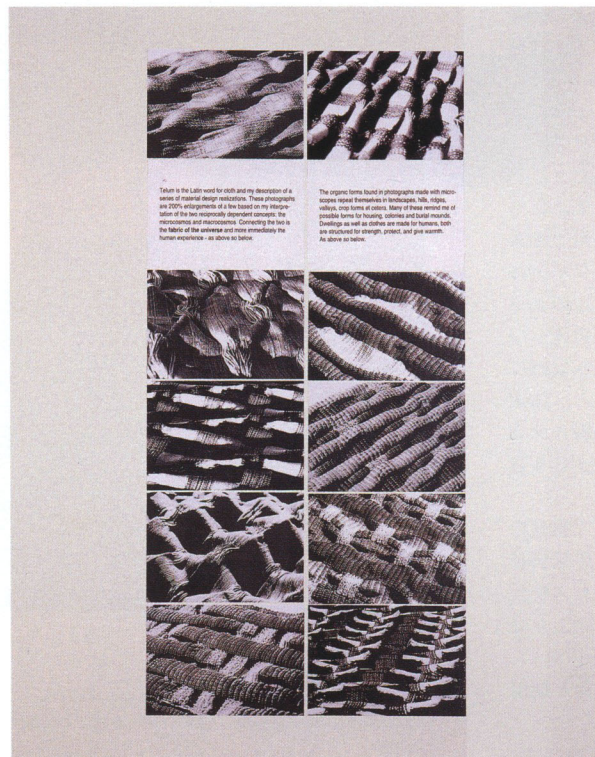 Telum is the Latin word for cloth and my description of a
series of material design realizations. These photographs
are 200% enlargements of a few based on my interpre-
tation of the two reciprocally dependent concepts: the
microcosmos and macrocosmos. Connecting the two is
the fabric of the universe and more immediately the
human experience - as above so below.
The organic forms found in photographs made with micro-
scopes repeat themselves in landscapes, hills, ridges,
valleys, crop forms et cetera. Many of these remind me of
possible forms for housing, colonies and burial mounds.
Dwellings as well as clothes are made for humans, both
are structured for strength, protect, and give warmth.
As above so below.